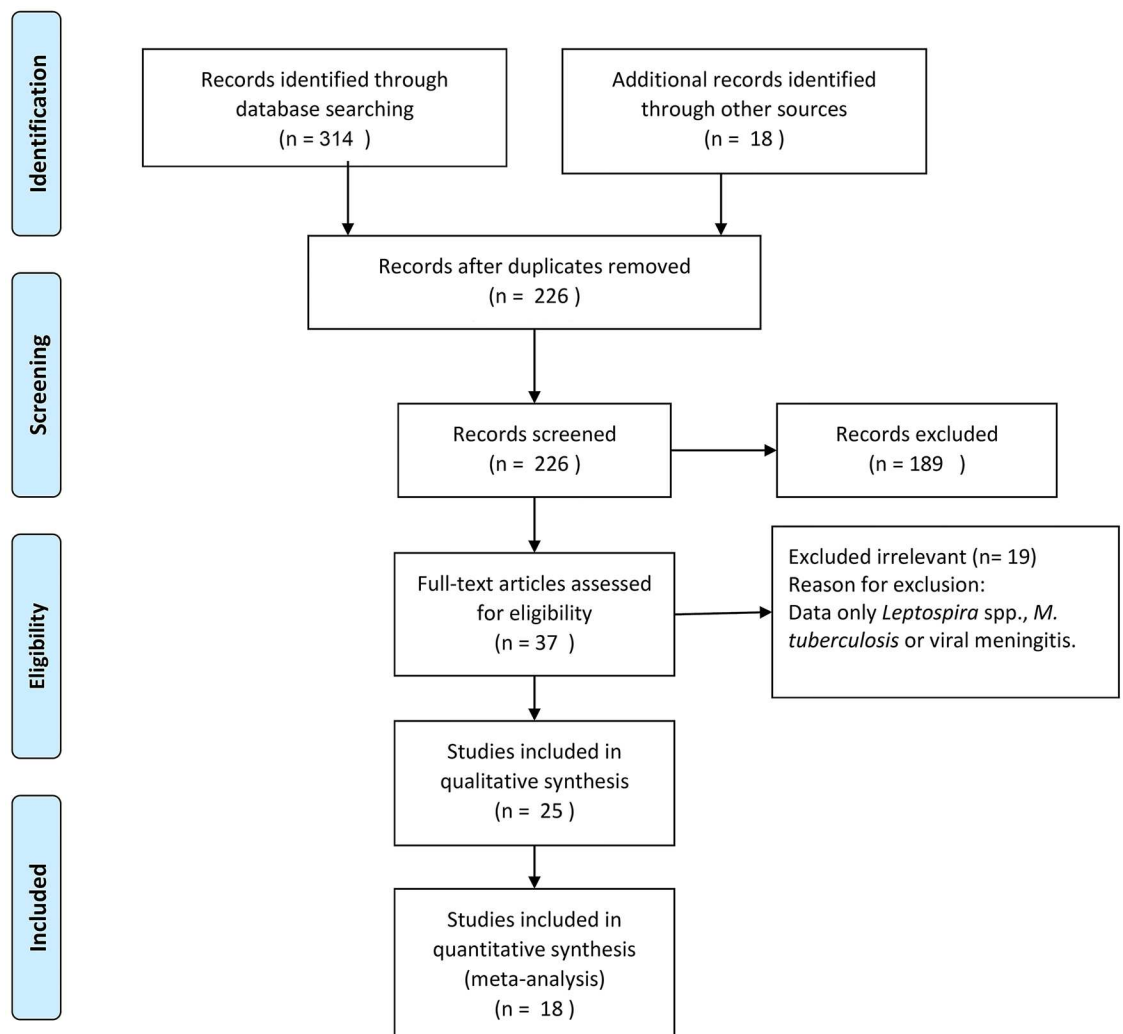 Identification
Records identified through
database searching
(n = 314 )
Additional records identified
through other sources
(n = 18 )
Records after duplicates removed
(n = 226 )
Screening
Records screened
(n = 226 )
Records excluded
(n = 189 )
Eligibility
Full-text articles assessed
for eligibility
(n = 37 )
Excluded irrelevant (n= 19)
Reason for exclusion:
Data only Leptospira spp., M.
tuberculosis or viral meningitis.
Studies included in
qualitative synthesis
(n = 25 )
Included
Studies included in
quantitative synthesis
(meta-analysis)
(n = 18 )